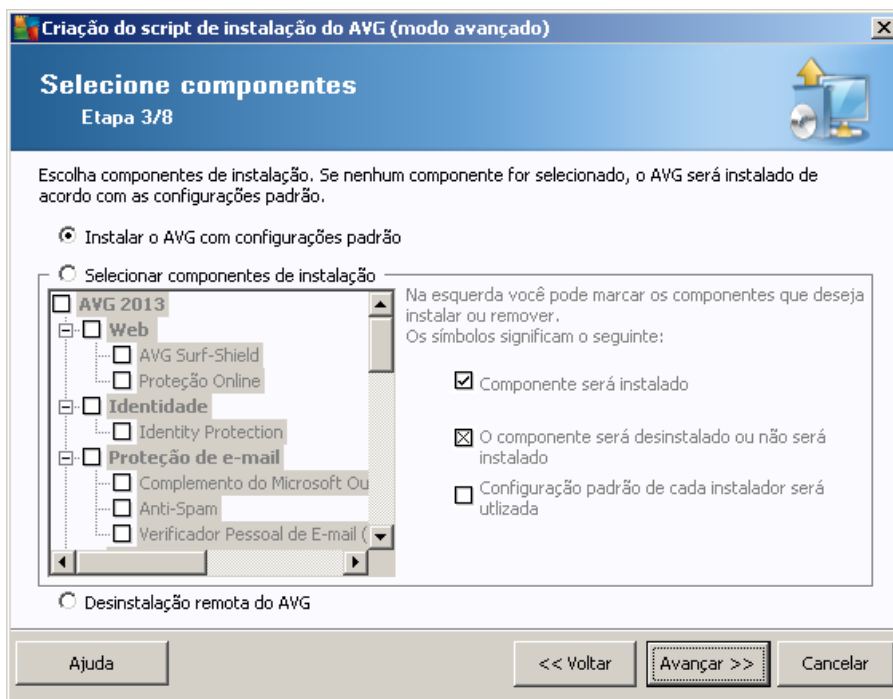 Criação do script de instalação do AVG (modo avançado)
Selecione componentes
Etapa 3/8
Escolha componentes de instalação. Se nenhum componente for selecionado, o AVG será instalado de
acordo com as configurações padrão.
Instalar o AVG com configurações padrão
Selecionar componentes de instalação
AVG 2013
Web
AVG Surf-Shield
Proteção Online
Identidade
Identity Protection
Proteção de e-mail
Complemento do Microsoft Ou
Anti-Spam
Verificador Pessoal de E-mail (
Na esquerda você pode marcar os componentes que deseja
instalar ou remover.
Os símbolos significam o seguinte:
Componente será instalado
O componente será desinstalado ou não será
instalado
Configuração padrão de cada instalador será
utlizada
Desinstalação remota do AVG
Ajuda
<< Voltar
Avançar >>
Cancelar